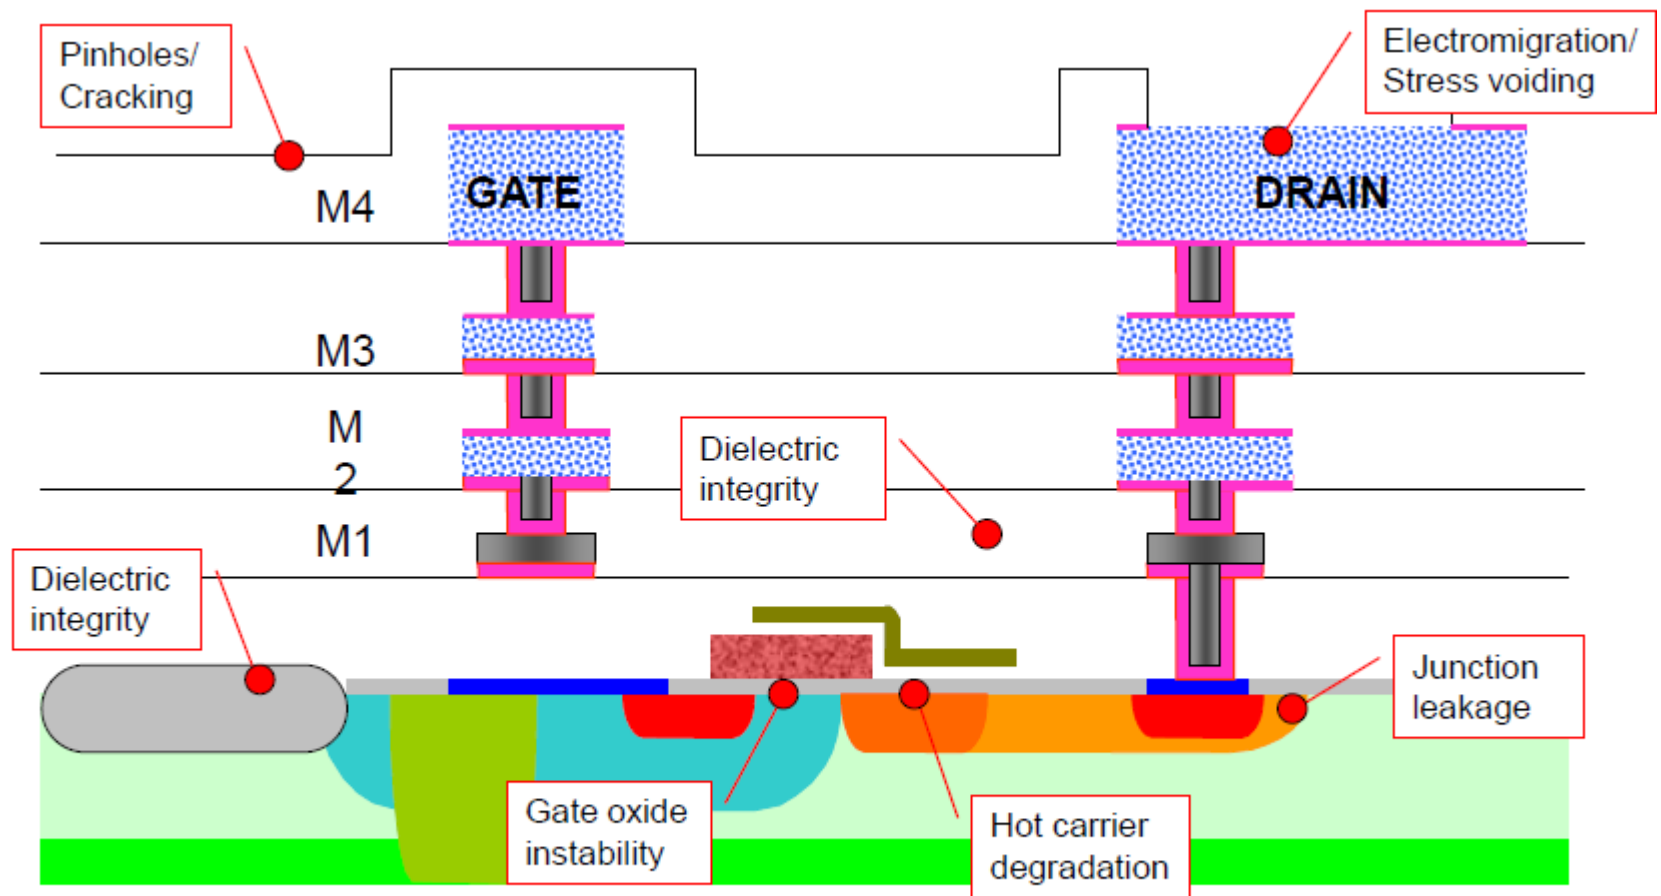 Pinholes/
Cracking
Electromigration/
Stress voiding
M4
GATE
DRAIN
M3
M
2
Dielectric
integrity
M1
Dielectric
integrity
Junction
leakage
Gate oxide
instability
Hot carrier
degradation